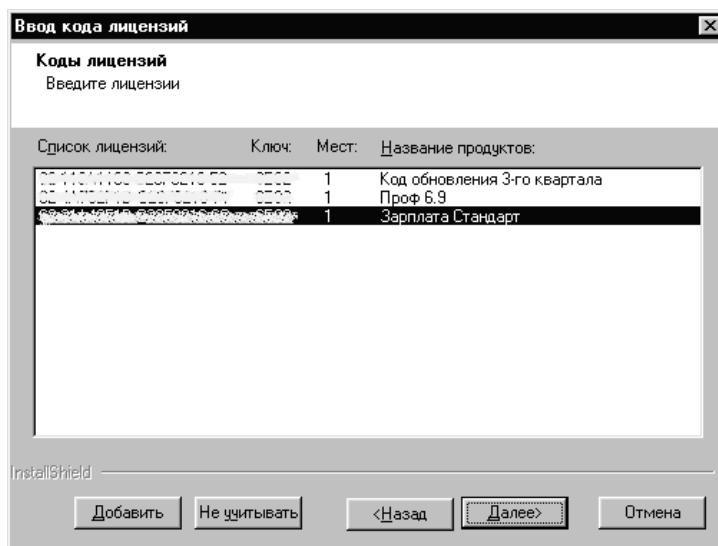 Ввод кода лицензий
Коды лицензий
Введите лицензии
Список лицензий: Ключ: Мест: Название продуктов:
1 Код обновления 3-го квартала
1 Проф 6.9
1 Зарплата Стандарт
InstallShield
Добавить Не учитывать <Назад Далее> Отмена